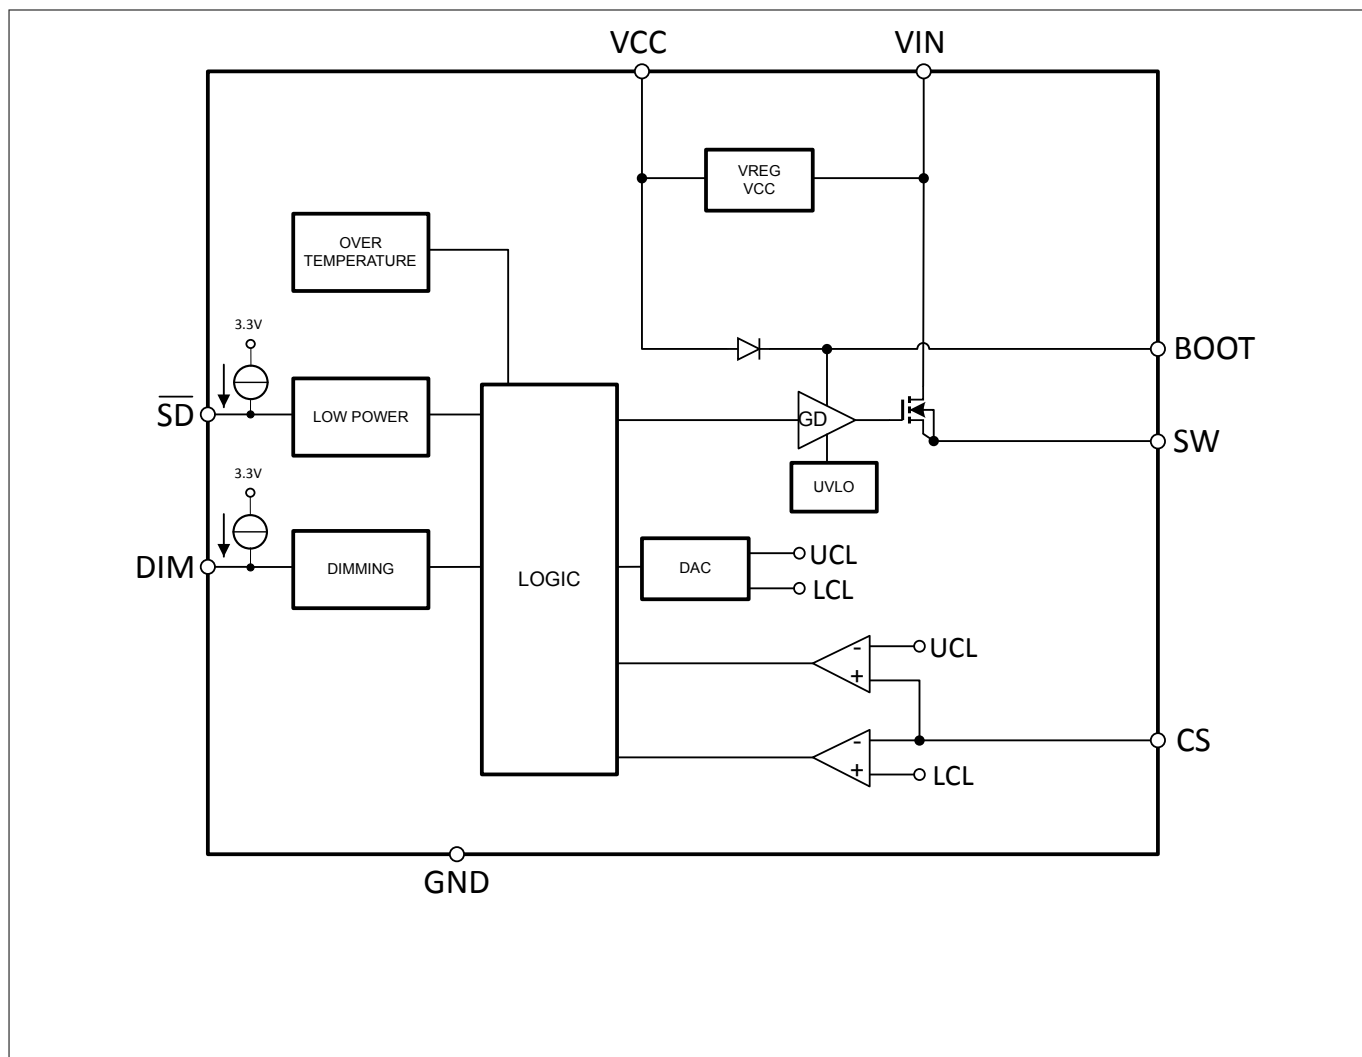 VCC
VIN
VREG
VCC
OVER
TEMPERATURE
3.3V
BOOT
SD
LOW POWER
GD
SW
3.3V
UVLO
DIM
DIMMING
LOGIC
DAC
UCL
LCL
-
UCL
+
-
CS
+
LCL
GND